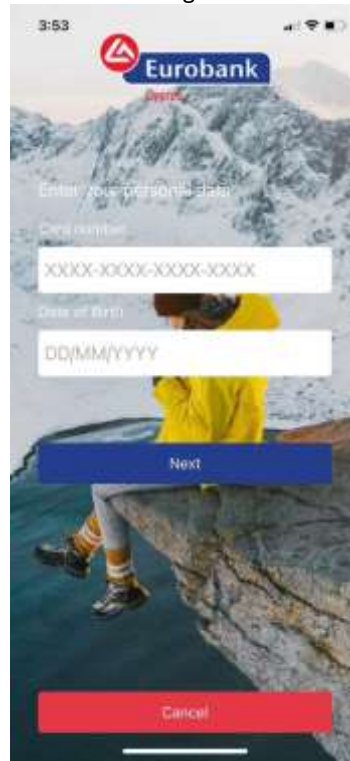 3:53
Eurobank
Cyprus
Enter your personal data
Card number
XXXX-XXXX-XXXX-XXXX
Date of Birth
DD/MM/YYYY
Next
Cancel